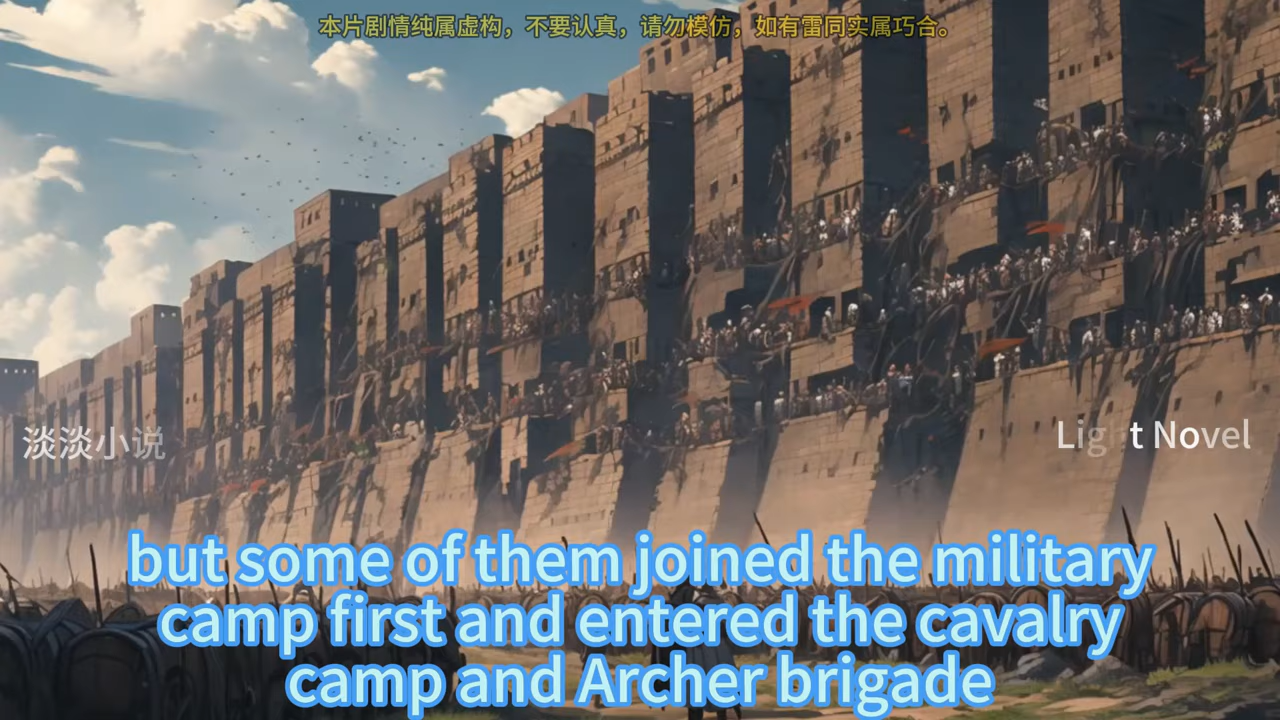 本片剧情纯属虚构，不要认真，请勿模仿，如有雷同实属巧合。
淡淡小说
Light Novel
but some of them joined the military
camp first and entered the cavalry
camp and Archer brigade